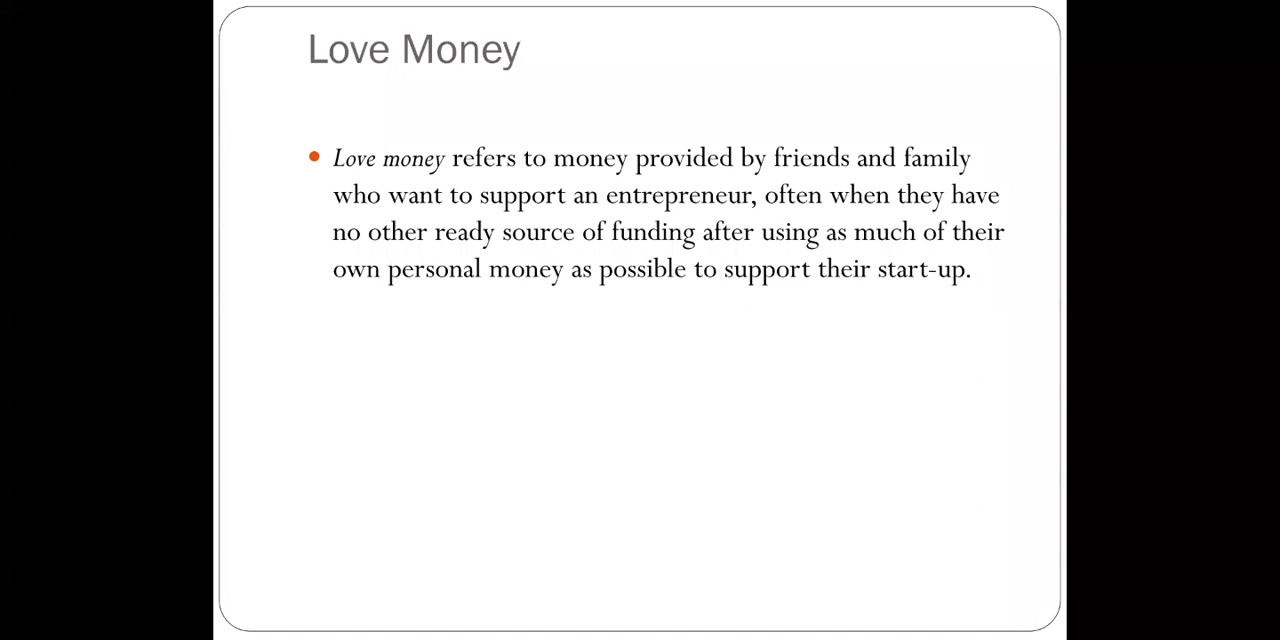 Love Money
• Love money refers to money provided by friends and family
who want to support an entrepreneur, often when they have
no other ready source of funding after using as much of their
own personal money as possible to support their start-up.